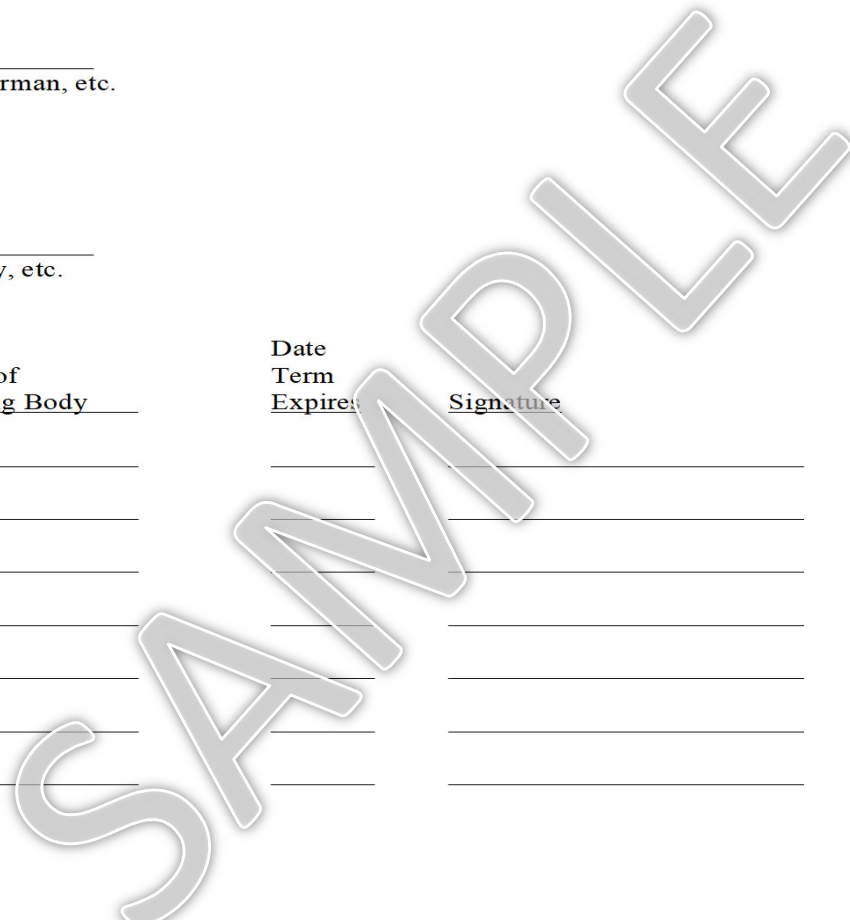 rman, etc.
y, etc.
Date
of Term
g Body Expires Signature
SAMPLE